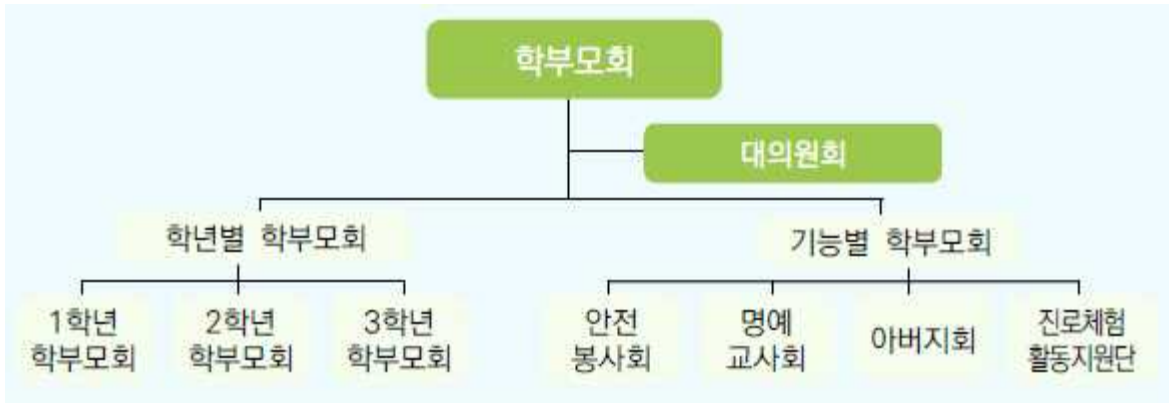 학부모회
대의원회
학년별 학부모회
기능별 학부모회
1학년
학부모회
2학년
학부모회
3학년
학부모회
안전
봉사회
명예
교사회
아버지회
진로체험
활동지원단